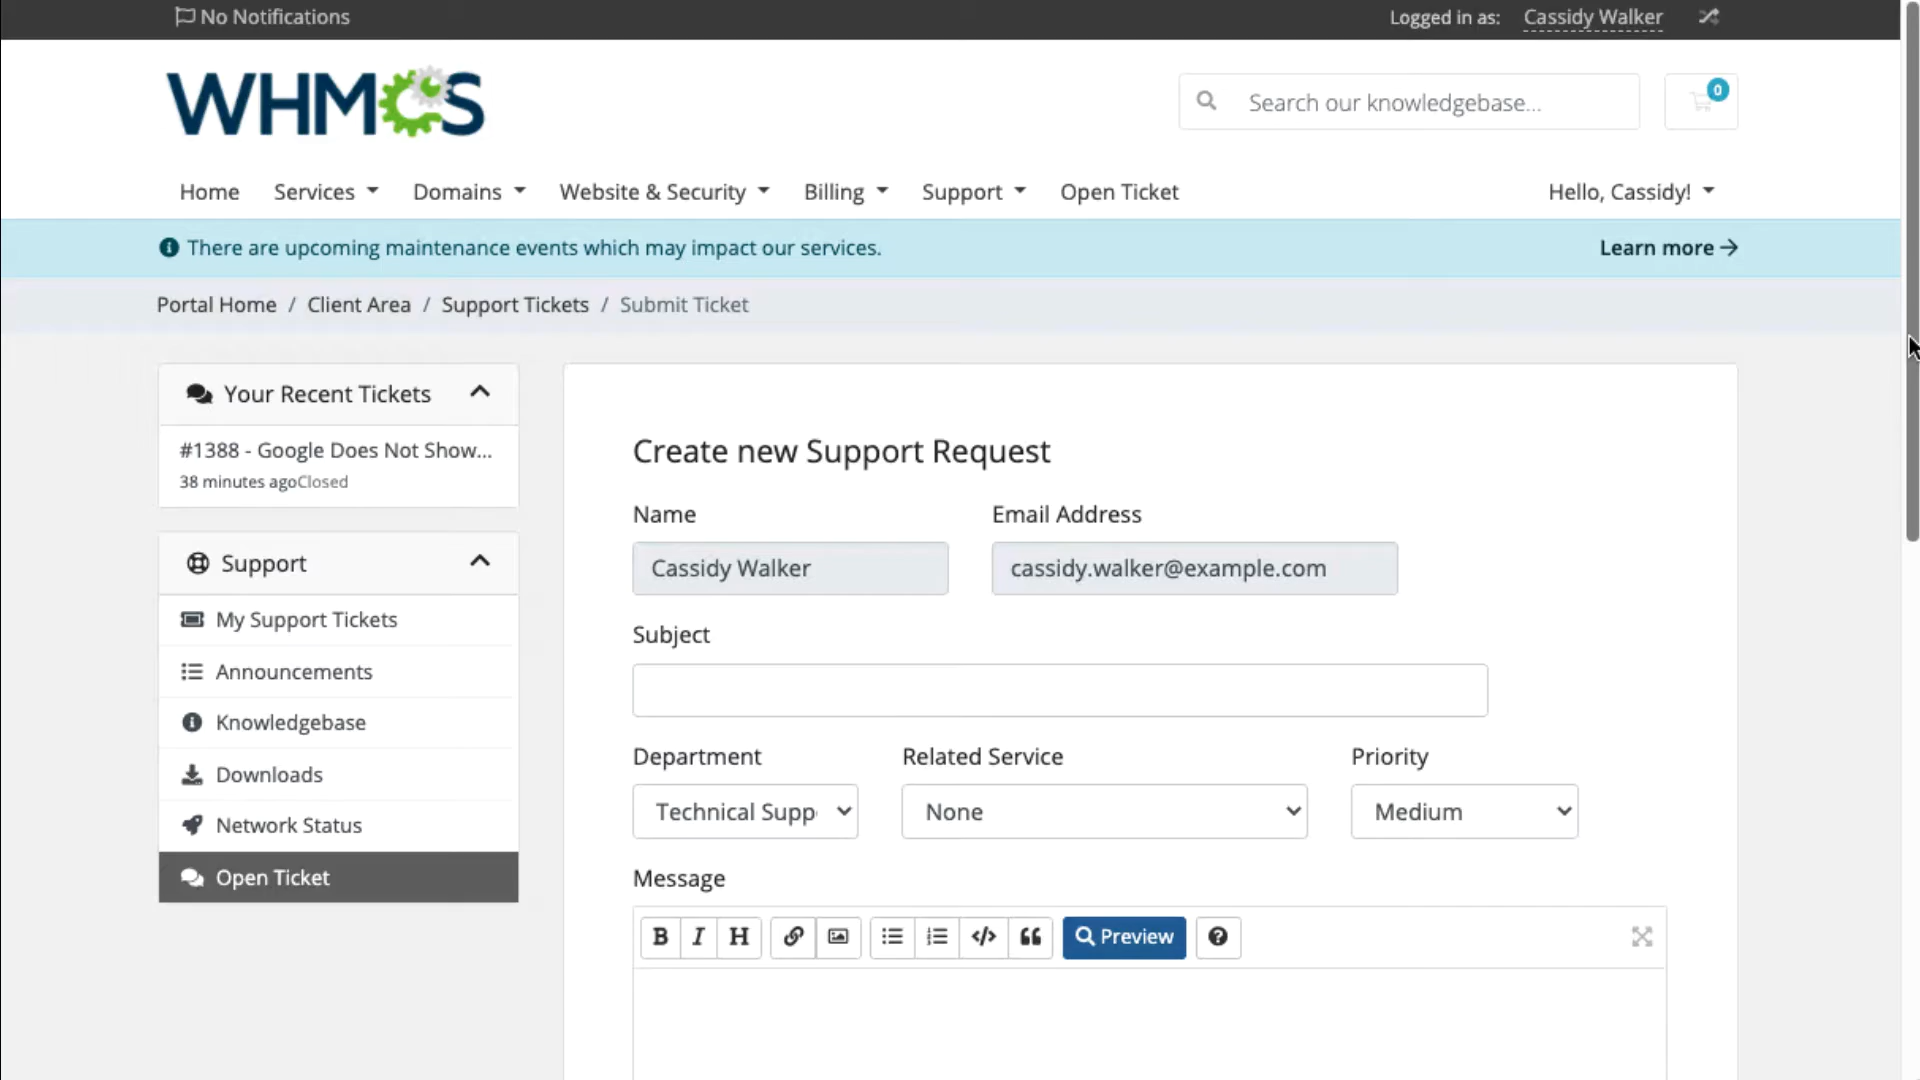 No Notifications
Logged in as: Cassidy Walker
WHMCS
Search our knowledgebase...
0
Home Services Domains Website & Security Billing Support Open Ticket Hello, Cassidy!
There are upcoming maintenance events which may impact our services. Learn more
Portal Home / Client Area / Support Tickets / Submit Ticket
Your Recent Tickets
#1388 - Google Does Not Show...
38 minutes agoClosed
Support
My Support Tickets
Announcements
Knowledgebase
Downloads
Network Status
Open Ticket
Create new Support Request
Name Email Address
Cassidy Walker cassidy.walker@example.com
Subject
Department Related Service Priority
Technical Supp None Medium
Message
B I H Preview